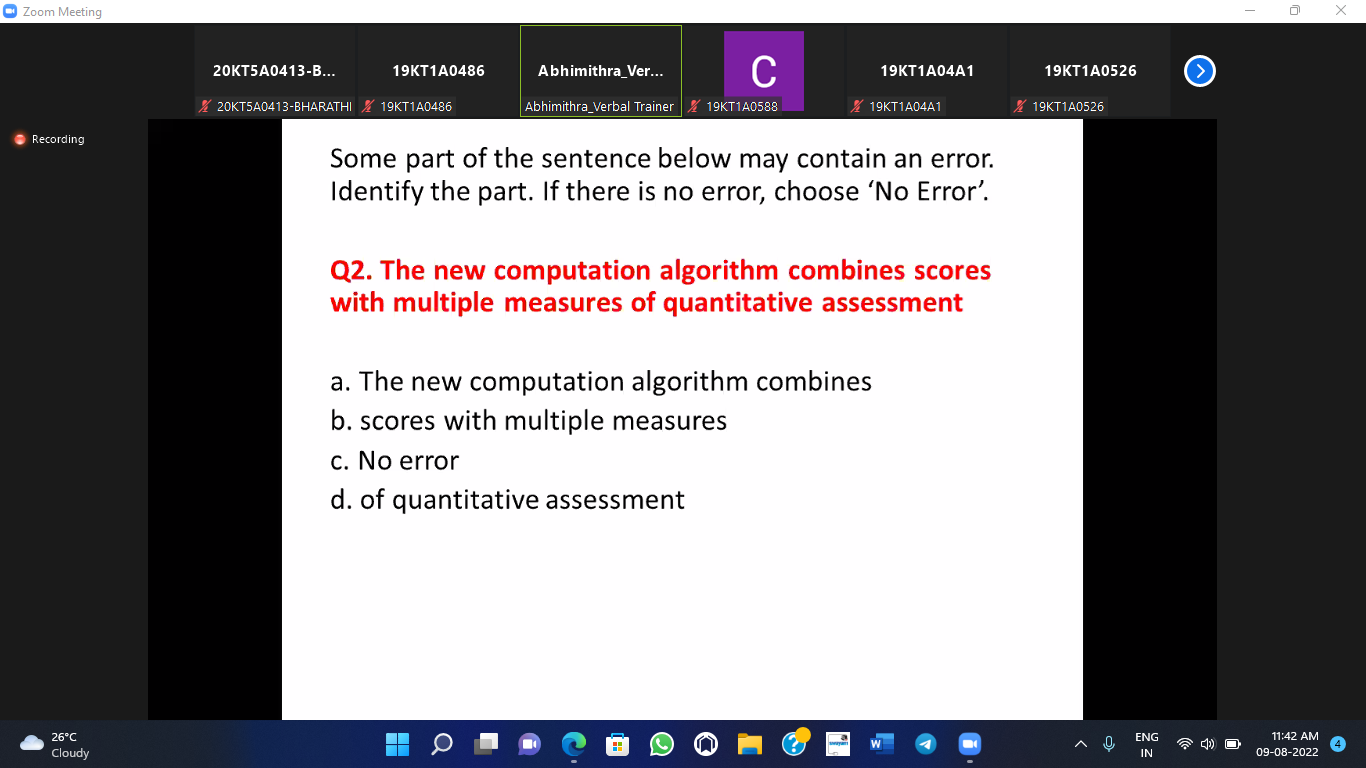 Zoom Meeting
20KT5A0413-B...
19KT1A0486
Abhimithra_Ver...
C
19KT1A04A1
19KT1A0526
20KT5A0413-BHARATHI
19KT1A0486
Abhimithra_Verbal Trainer
19KT1A0588
19KT1A04A1
19KT1A0526
Recording
Some part of the sentence below may contain an error.
Identify the part. If there is no error, choose ‘No Error’.
Q2. The new computation algorithm combines scores
with multiple measures of quantitative assessment
a. The new computation algorithm combines
b. scores with multiple measures
c. No error
d. of quantitative assessment
26°C
Cloudy
ENG
IN
11:42 AM
09-08-2022
4